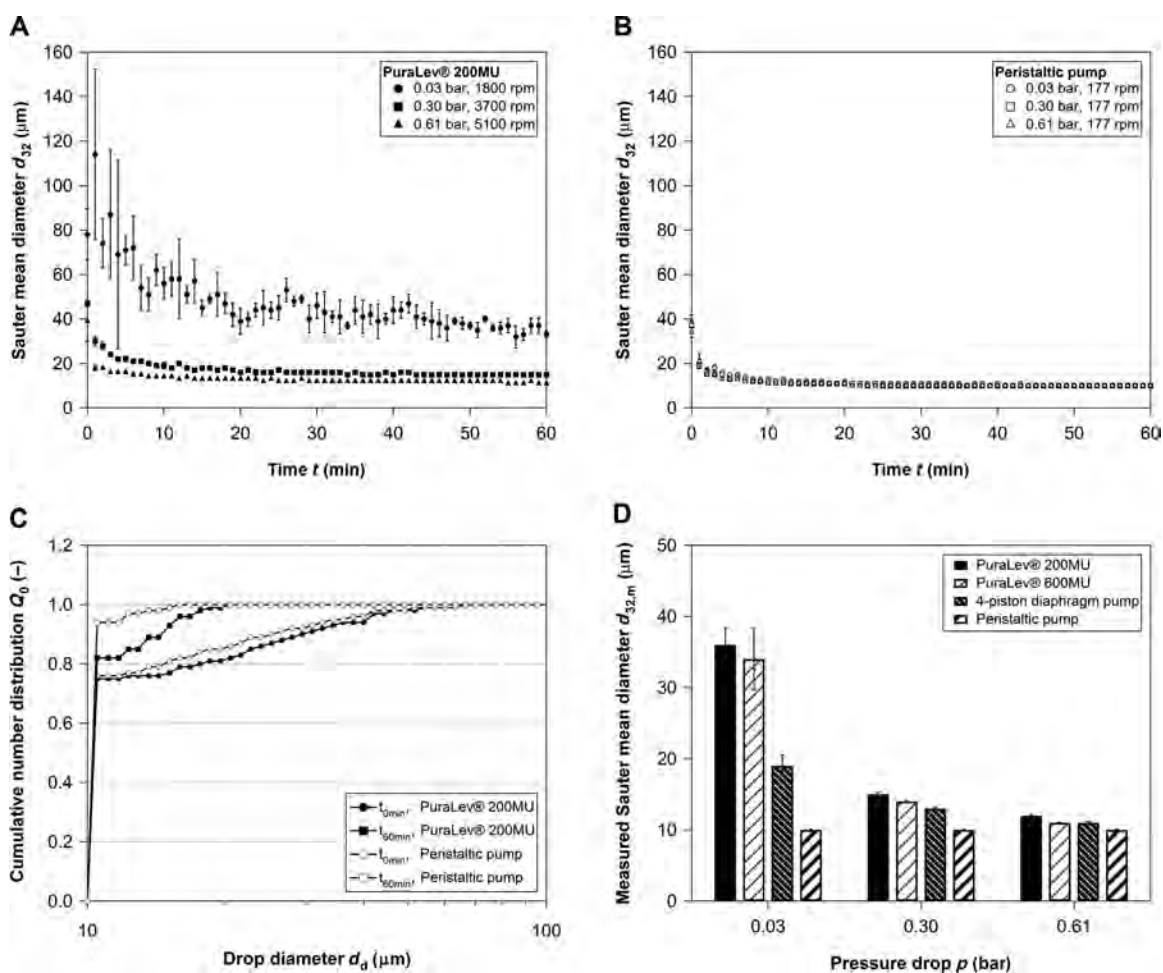 A
Sauter mean diameter d32 (µm)
160
140
120
100
80
60
40
20
0
PuraLev® 200MU
0.03 bar, 1800 rpm
0.30 bar, 3700 rpm
0.61 bar, 5100 rpm
0 10 20 30 40 50 60
Time t (min)
B
Sauter mean diameter d32 (µm)
160
140
120
100
80
60
40
20
0
Peristaltic pump
0.03 bar, 177 rpm
0.30 bar, 177 rpm
0.61 bar, 177 rpm
0 10 20 30 40 50 60
Time t (min)
C
Cumulative number distribution Q0 (–)
1.2
1.0
0.8
0.6
0.4
0.2
0.0
t0min, PuraLev® 200MU
t60min, PuraLev® 200MU
t0min, Peristaltic pump
t60min, Peristaltic pump
10 100
Drop diameter dd (µm)
D
Measured Sauter mean diameter d32,m (µm)
50
40
30
20
10
0
PuraLev® 200MU
PuraLev® 600MU
4-piston diaphragm pump
Peristaltic pump
0.03 0.30 0.61
Pressure drop p (bar)